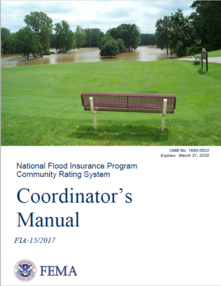 OMB No. 1660-0022
Expires: March 31, 2020
National Flood Insurance Program
Community Rating System
Coordinator's
Manual
FIA-15/2017
FEMA